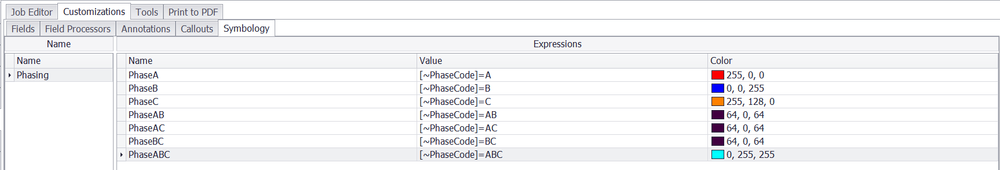 Job Editor Customizations Tools Print to PDF
Fields Field Processors Annotations Callouts Symbology
Name Expressions
Name Name Value Color
Phasing PhaseA [~PhaseCode]=A 255, 0, 0
PhaseB [~PhaseCode]=B 0, 0, 255
PhaseC [~PhaseCode]=C 255, 128, 0
PhaseAB [~PhaseCode]=AB 64, 0, 64
PhaseAC [~PhaseCode]=AC 64, 0, 64
PhaseBC [~PhaseCode]=BC 64, 0, 64
PhaseABC [~PhaseCode]=ABC 0, 255, 255